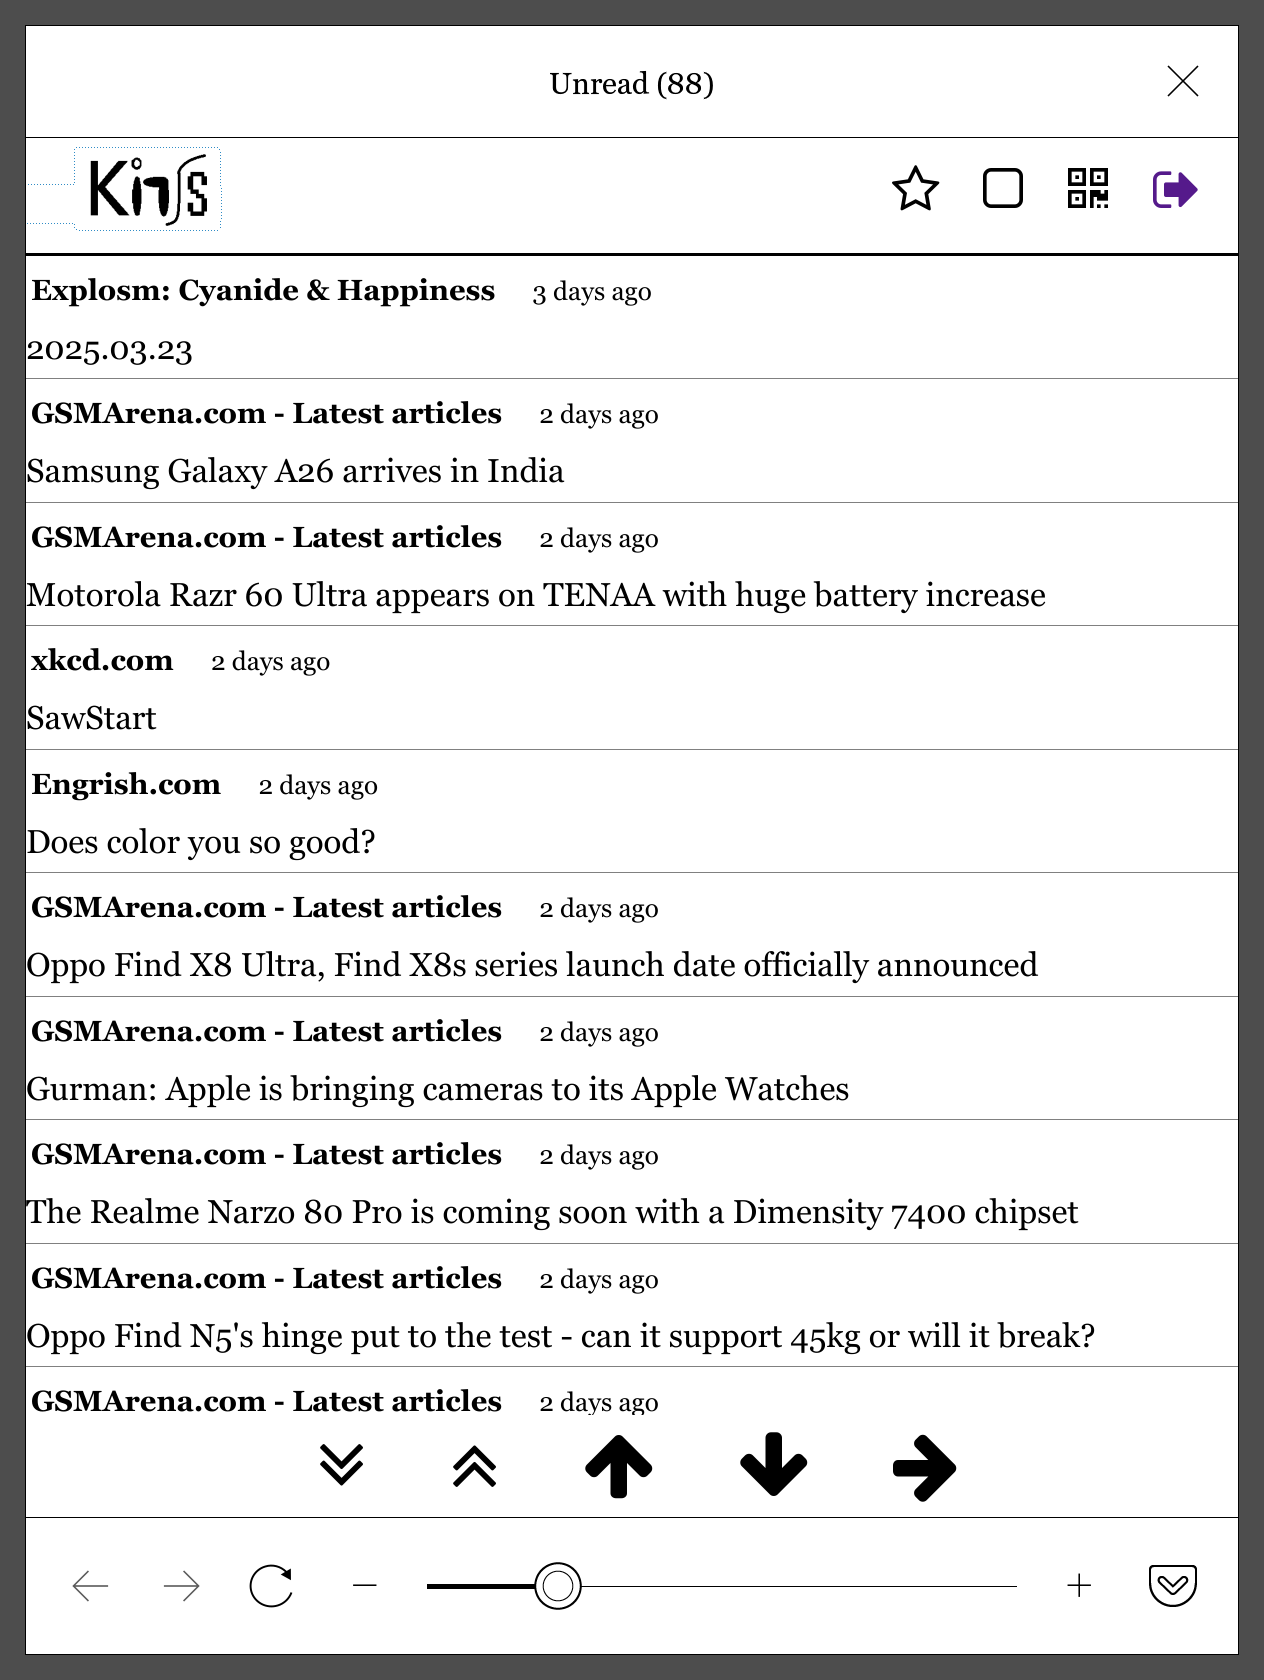 Unread (88)
Kinss
Explosm: Cyanide & Happiness 3 days ago
2025.03.23
GSMArena.com - Latest articles 2 days ago
Samsung Galaxy A26 arrives in India
GSMArena.com - Latest articles 2 days ago
Motorola Razr 60 Ultra appears on TENAA with huge battery increase
xkcd.com 2 days ago
SawStart
Engrish.com 2 days ago
Does color you so good?
GSMArena.com - Latest articles 2 days ago
Oppo Find X8 Ultra, Find X8s series launch date officially announced
GSMArena.com - Latest articles 2 days ago
Gurman: Apple is bringing cameras to its Apple Watches
GSMArena.com - Latest articles 2 days ago
The Realme Narzo 80 Pro is coming soon with a Dimensity 7400 chipset
GSMArena.com - Latest articles 2 days ago
Oppo Find N5's hinge put to the test - can it support 45kg or will it break?
GSMArena.com - Latest articles 2 days ago